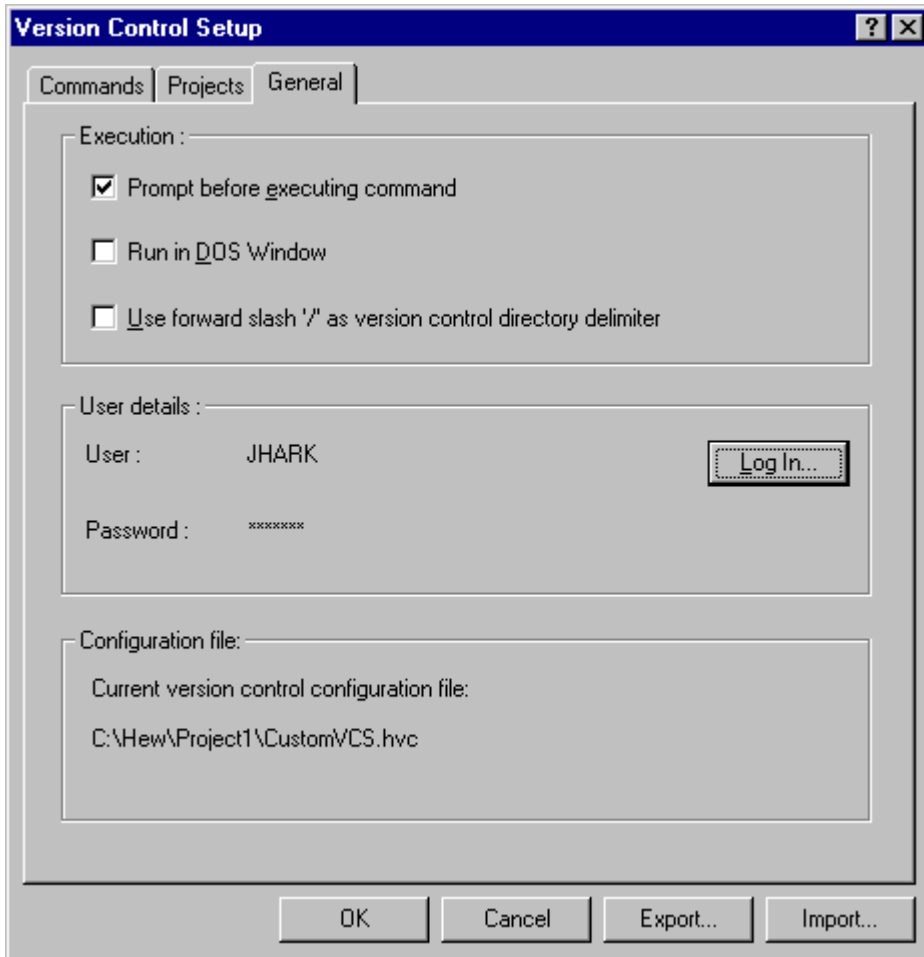 Version Control Setup
Commands Projects General
Execution :
Prompt before executing command
Run in DOS Window
Use forward slash '/' as version control directory delimiter
User details :
User : JHARK Log In...
Password : *******
Configuration file:
Current version control configuration file:
C:\Hew\Project1\CustomVCS.hvc
OK Cancel Export... Import...